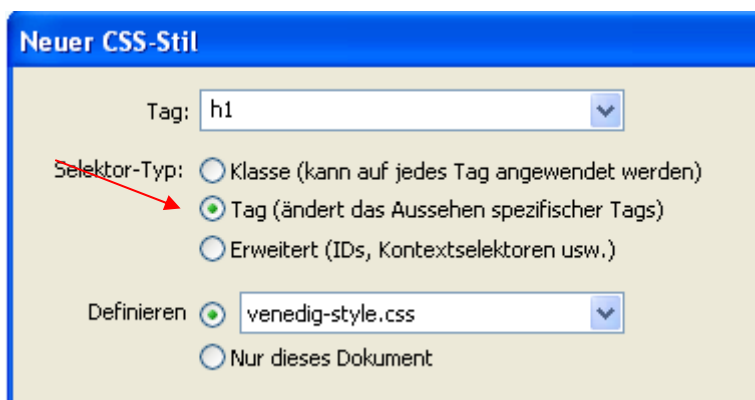 Neuer CSS-Stil
Tag: h1
Selektor-Typ: Klasse (kann auf jedes Tag angewendet werden)
Tag (ändert das Aussehen spezifischer Tags)
Erweitert (IDs, Kontextselektoren usw.)
Definieren venedig-style.css
Nur dieses Dokument